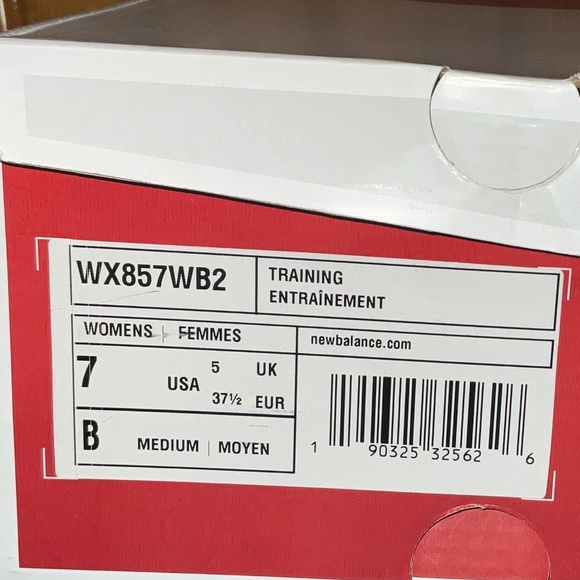 WX857WB2
TRAINING
ENTRAÎNEMENT
WOMENS | FEMMES
newbalance.com
7 USA 5 UK
37½ EUR
B MEDIUM | MOYEN
1 90325 32562 6